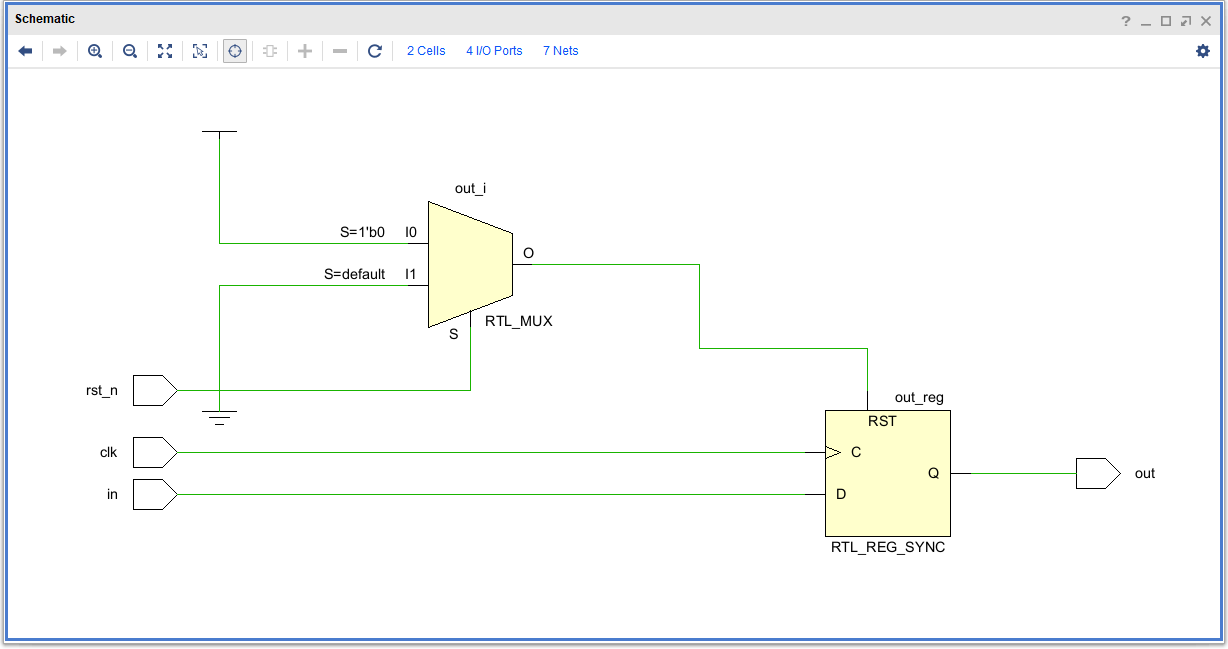 Schematic
?
2 Cells 4 I/O Ports 7 Nets
out_i
S=1'b0 I0
O
S=default I1
RTL_MUX
S
rst_n
out_reg
RST
clk
C
Q
out
in
D
RTL_REG_SYNC